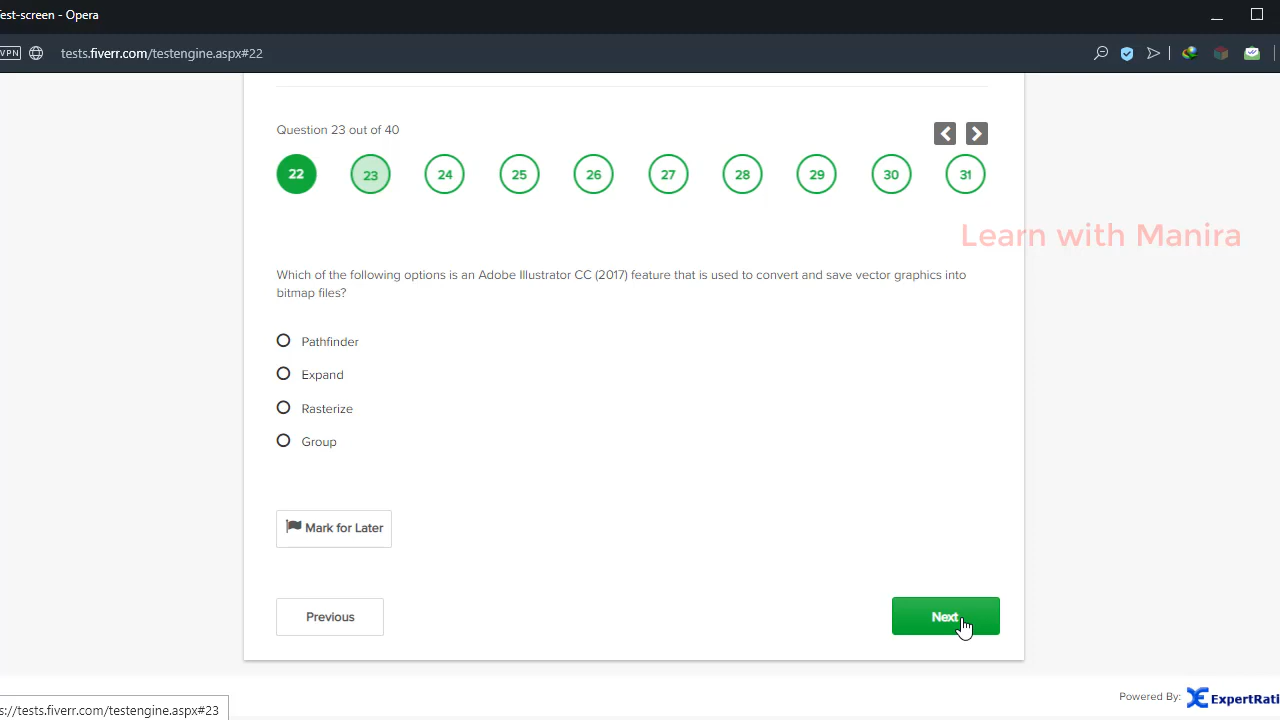 est-screen - Opera
VPN
tests.fiverr.com/testengine.aspx#22
Question 23 out of 40
22 23 24 25 26 27 28 29 30 31
Learn with Manira
Which of the following options is an Adobe Illustrator CC (2017) feature that is used to convert and save vector graphics into
bitmap files?
Pathfinder
Expand
Rasterize
Group
Mark for Later
Previous
Next
Powered By: ExpertRati
s://tests.fiverr.com/testengine.aspx#23